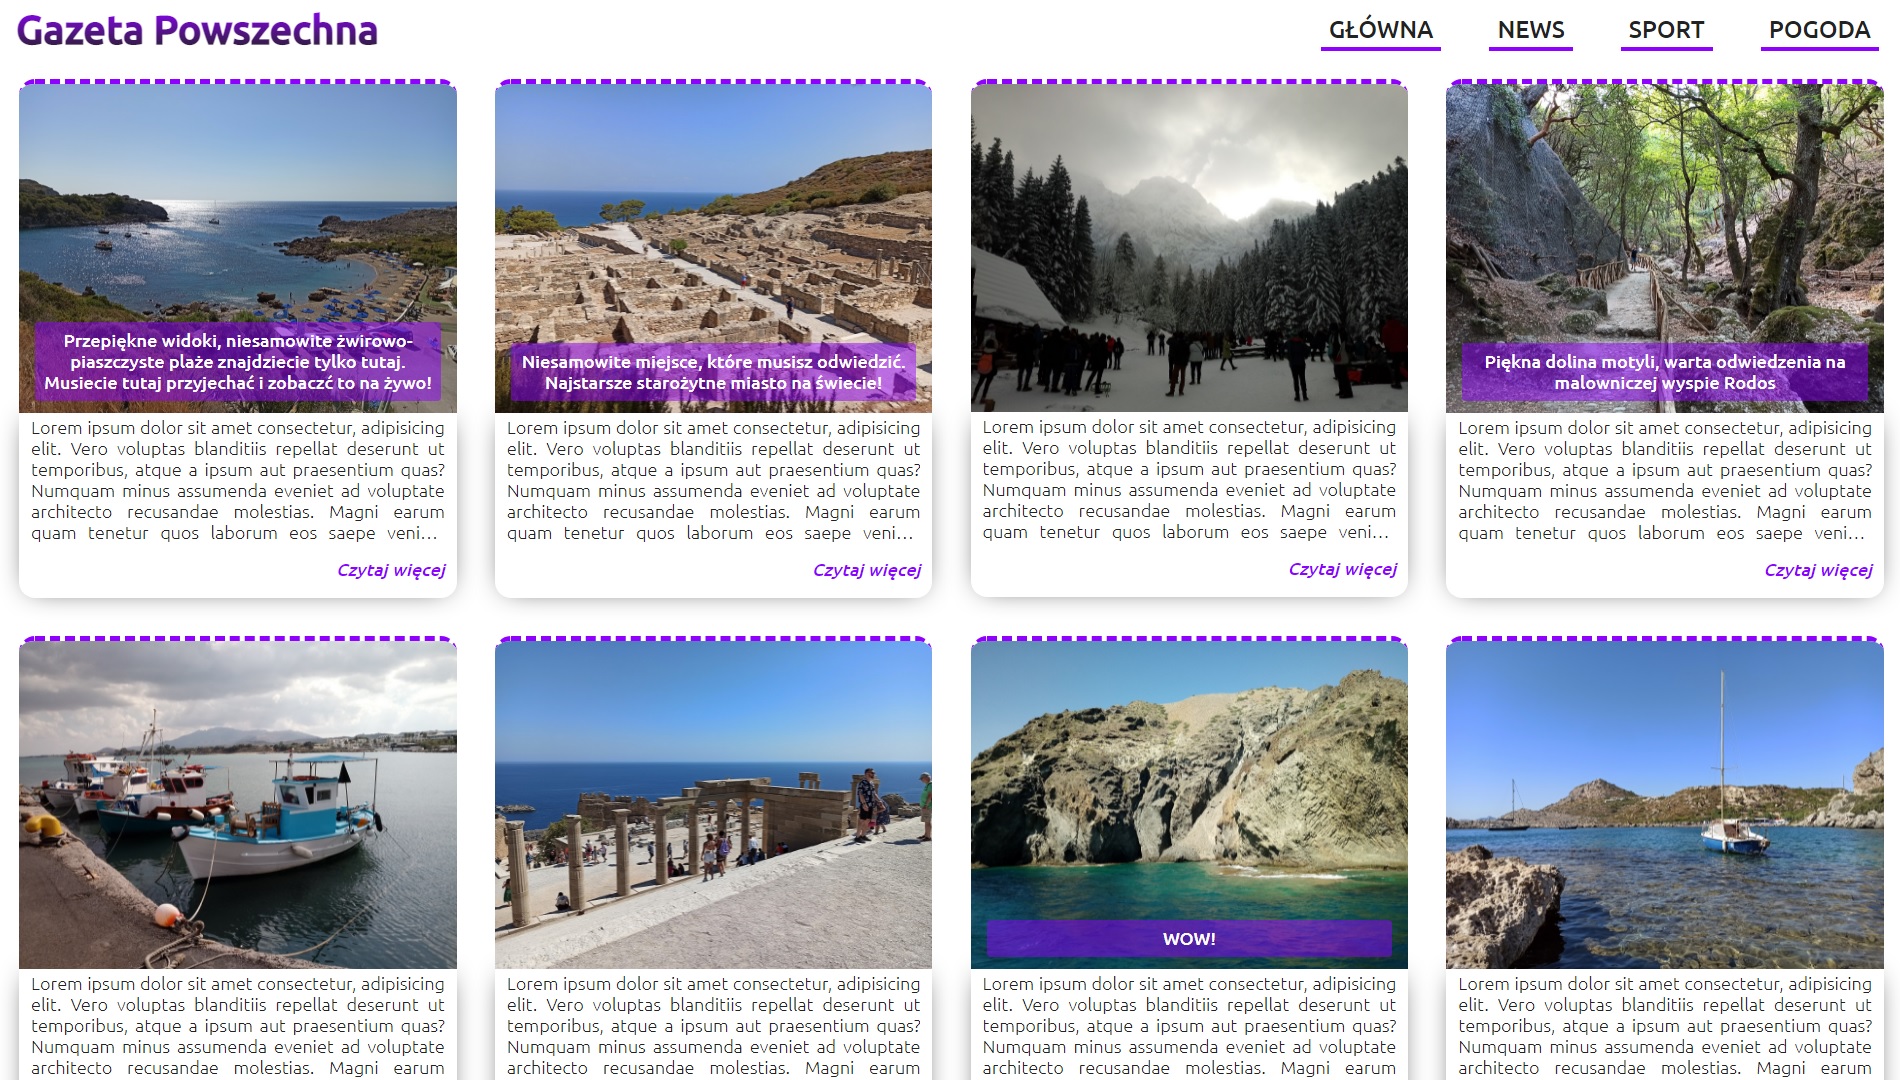 Gazeta Powszechna
GŁÓWNA NEWS SPORT POGODA
Przepiękne widoki, niesamowite żwirowo-
piaszczyste plaże znajdziecie tylko tutaj.
Musiecie tutaj przyjechać i zobaczć to na żywo!
Lorem ipsum dolor sit amet consectetur, adipisicing
elit. Vero voluptas blanditiis repellat deserunt ut
temporibus, atque a ipsum aut praesentium quas?
Numquam minus assumenda eveniet ad voluptate
architecto recusandae molestias. Magni earum
quam tenetur quos laborum eos saepe veni...
Czytaj więcej
Niesamowite miejsce, które musisz odwiedzić.
Najstarsze starożytne miasto na świecie!
Lorem ipsum dolor sit amet consectetur, adipisicing
elit. Vero voluptas blanditiis repellat deserunt ut
temporibus, atque a ipsum aut praesentium quas?
Numquam minus assumenda eveniet ad voluptate
architecto recusandae molestias. Magni earum
quam tenetur quos laborum eos saepe veni...
Czytaj więcej
Lorem ipsum dolor sit amet consectetur, adipisicing
elit. Vero voluptas blanditiis repellat deserunt ut
temporibus, atque a ipsum aut praesentium quas?
Numquam minus assumenda eveniet ad voluptate
architecto recusandae molestias. Magni earum
quam tenetur quos laborum eos saepe veni...
Czytaj więcej
Piękna dolina motyli, warta odwiedzenia na
malowniczej wyspie Rodos
Lorem ipsum dolor sit amet consectetur, adipisicing
elit. Vero voluptas blanditiis repellat deserunt ut
temporibus, atque a ipsum aut praesentium quas?
Numquam minus assumenda eveniet ad voluptate
architecto recusandae molestias. Magni earum
quam tenetur quos laborum eos saepe veni...
Czytaj więcej
Lorem ipsum dolor sit amet consectetur, adipisicing
elit. Vero voluptas blanditiis repellat deserunt ut
temporibus, atque a ipsum aut praesentium quas?
Numquam minus assumenda eveniet ad voluptate
architecto recusandae molestias. Magni earum
Lorem ipsum dolor sit amet consectetur, adipisicing
elit. Vero voluptas blanditiis repellat deserunt ut
temporibus, atque a ipsum aut praesentium quas?
Numquam minus assumenda eveniet ad voluptate
architecto recusandae molestias. Magni earum
WOW!
Lorem ipsum dolor sit amet consectetur, adipisicing
elit. Vero voluptas blanditiis repellat deserunt ut
temporibus, atque a ipsum aut praesentium quas?
Numquam minus assumenda eveniet ad voluptate
architecto recusandae molestias. Magni earum
Lorem ipsum dolor sit amet consectetur, adipisicing
elit. Vero voluptas blanditiis repellat deserunt ut
temporibus, atque a ipsum aut praesentium quas?
Numquam minus assumenda eveniet ad voluptate
architecto recusandae molestias. Magni earum